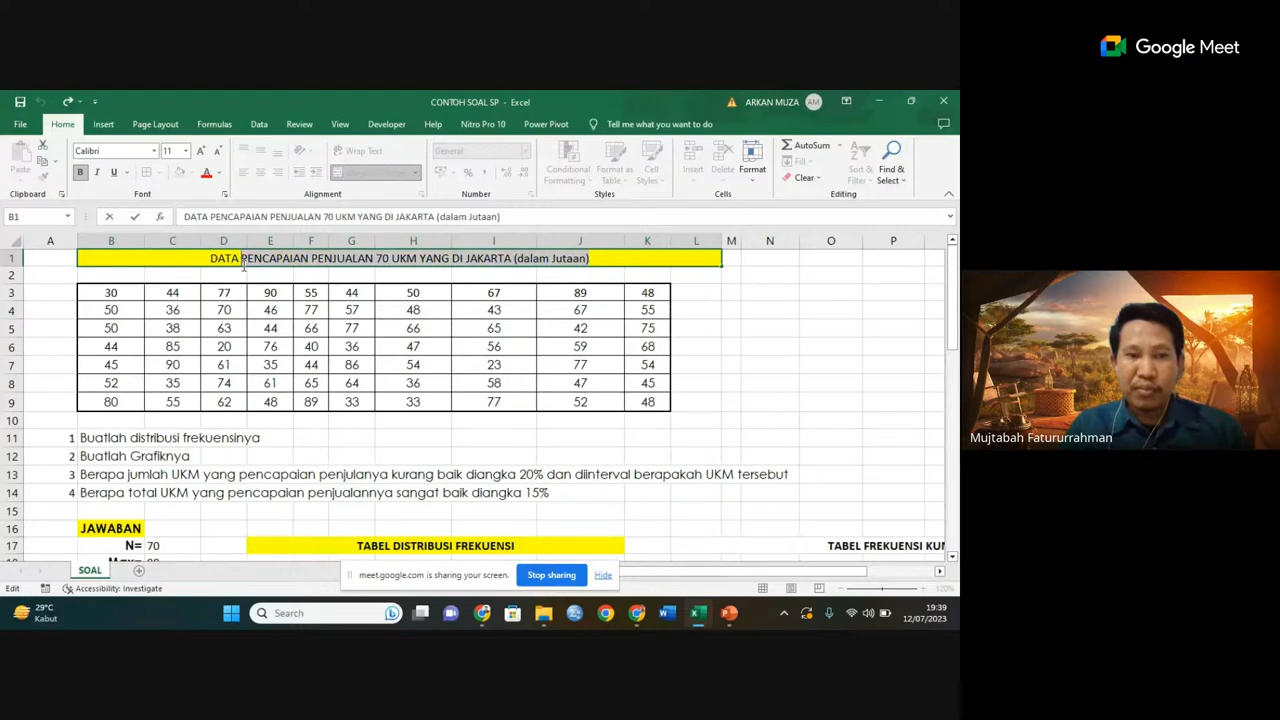 Google Meet
CONTOH SOAL SP - Excel
ARKAN MUZA AM
File Home Insert Page Layout Formulas Data Review View Developer Help Nitro Pro 10 Power Pivot Tell me what you want to do
Calibri 11 Wrap Text General AutoSum
Fill
Clear
Paste Conditional Formatting Format as Table Cell Styles Insert Delete Format Sort & Filter Find & Select
Clipboard Font Alignment Number Styles Cells Editing
B1 fx DATA PENCAPAIAN PENJUALAN 70 UKM YANG DI JAKARTA (dalam Jutaan)
A B C D E F G H I J K L M N O P
1 DATA PENCAPAIAN PENJUALAN 70 UKM YANG DI JAKARTA (dalam Jutaan)
2
3 30 44 77 90 55 44 50 67 89 48
4 50 36 70 46 77 57 48 43 67 55
5 50 38 63 44 66 77 66 65 42 75
6 44 85 20 76 40 36 47 56 59 68
7 45 90 61 35 44 86 54 23 77 54
8 52 35 74 61 65 64 36 58 47 45
9 80 55 62 48 89 33 33 77 52 48
10
11 1 Buatlah distribusi frekuensinya
12 2 Buatlah Grafiknya
13 3 Berapa jumlah UKM yang pencapaian penjulanya kurang baik diangka 20% dan diinterval berapakah UKM tersebut
14 4 Berapa total UKM yang pencapaian penjualannya sangat baik diangka 15%
15
16 JAWABAN
17 N= 70 TABEL DISTRIBUSI FREKUENSI TABEL FREKUENSI KUM
SOAL
meet.google.com is sharing your screen. Stop sharing Hide
Edit Accessibility: Investigate 120%
29°C
Kabut
Search
19:39
12/07/2023
Mujtabah Fatururrahman